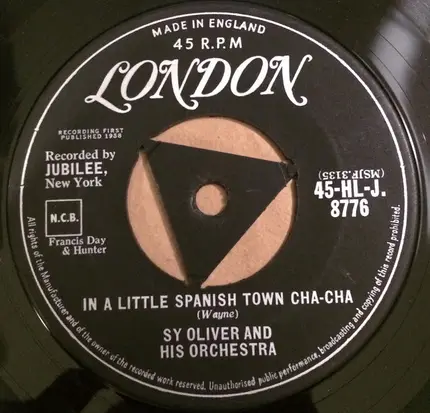 MADE IN ENGLAND
45 R.P.M
LONDON
RECORDING FIRST
PUBLISHED 1958
Recorded by
JUBILEE,
New York
(MSJF.3135)
45-HL-J.
8776
N.C.B.
Francis Day
& Hunter
IN A LITTLE SPANISH TOWN CHA-CHA
(Wayne)
SY OLIVER AND
HIS ORCHESTRA
All rights of the Manufacturer and of the owner of the recorded work reserved. Unauthorised public performance, broadcasting and copying of this record prohibited.